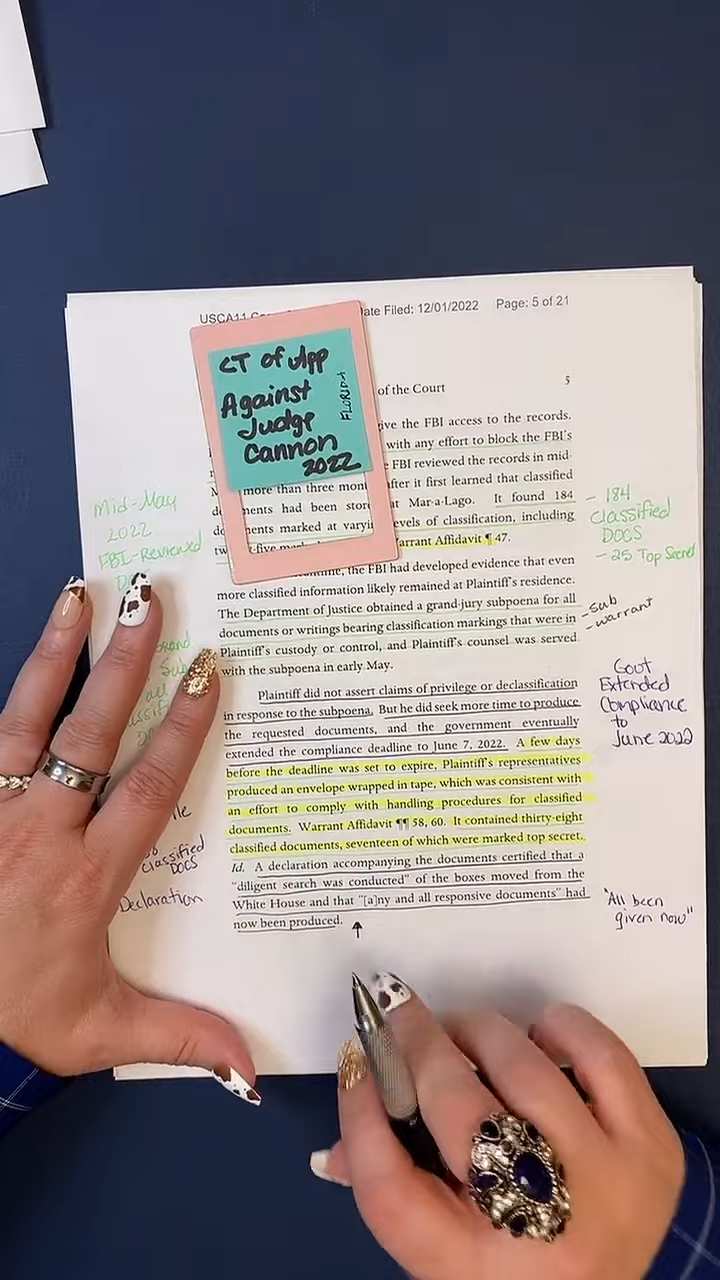 USCA11 ate Filed: 12/01/2022 Page: 5 of 21
of the Court 5
CT of App
Against
Judge
Cannon
2022
FLORIDA
give the FBI access to the records.
with any effort to block the FBI's
FBI reviewed the records in mid-
more than three mon after it first learned that classified
ments had been store at Mar-a-Lago. It found 184
ments marked at varyin evels of classification, including
arrant Affidavit ¶ 47.
the FBI had developed evidence that even
more classified information likely remained at Plaintiff's residence.
The Department of Justice obtained a grand-jury subpoena for all
documents or writings bearing classification markings that were in
Plaintiff's custody or control, and Plaintiff's counsel was served
with the subpoena in early May.
Plaintiff did not assert claims of privilege or declassification
in response to the subpoena. But he did seek more time to produce
the requested documents, and the government eventually
extended the compliance deadline to June 7, 2022. A few days
before the deadline was set to expire, Plaintiff's representatives
produced an envelope wrapped in tape, which was consistent with
an effort to comply with handling procedures for classified
documents. Warrant Affidavit ¶¶ 58, 60. It contained thirty-eight
classified documents, seventeen of which were marked top secret.
Id. A declaration accompanying the documents certified that a
"diligent search was conducted" of the boxes moved from the
White House and that "[a]ny and all responsive documents" had
now been produced.
Mid-May
2022
FBI-Reviewed
Classified
DOCS
Declaration
- 184
Classified
DOCS
- 25 Top Secret
- Sub
- warrant
Govt
Extended
Compliance
to
June 2022
"All been
given now"